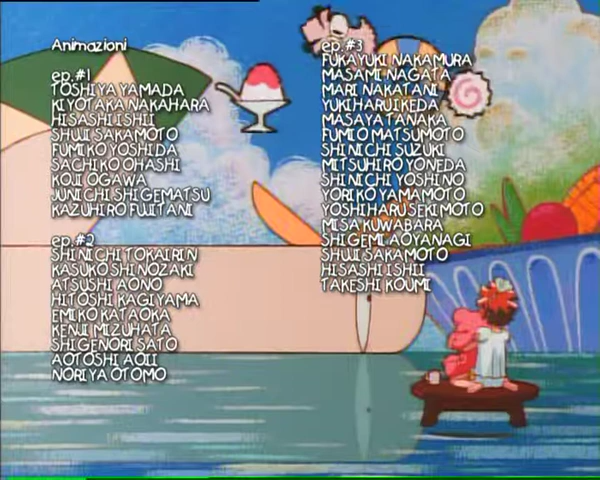 Animazioni
ep.#1
TOSHIYA YAMADA
KIYOTAKA NAKAHARA
HISASHI ISHII
SHUJI SAKAMOTO
FUMIKO YOSHIDA
SACHIKO OHASHI
KOJI OGAWA
JUNICHI SHIGEMATSU
KAZUHIRO FUJITANI
ep.#2
SHINICHI TOKAIRIN
KASUKO SHINOZAKI
ATSUSHI AONO
HITOSHI KAGIYAMA
EMIKO KATAOKA
KENJI MIZUHATA
SHIGENORI SATO
AOTOSHI AOJI
NORIYA OTOMO
ep.#3
FUKAYUKI NAKAMURA
MASAMI NAGATA
MARI NAKATANI
YUKIHARU IKEDA
MASAYA TANAKA
FUMIO MATSUMOTO
SHINICHI SUZUKI
MITSUHIRO YONEDA
SHINICHI YOSHINO
YORIKO YAMAMOTO
YOSHIHARU SEKIMOTO
MISA KUWABARA
SHIGEMI AOYANAGI
SHUJI SAKAMOTO
HISASHI ISHII
TAKESHI KOUMI